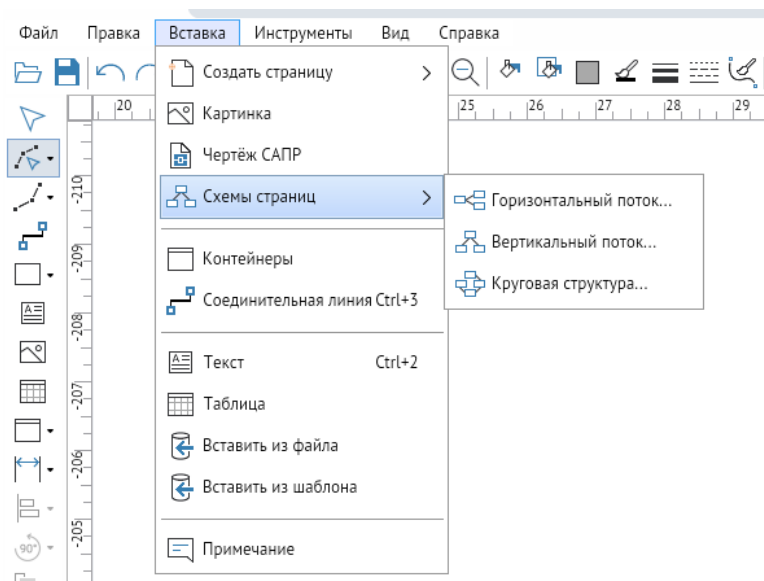 Файл Правка Вставка Инструменты Вид Справка
Создать страницу
Картинка
Чертёж САПР
Схемы страниц
Контейнеры
Соединительная линия Ctrl+3
Текст Ctrl+2
Таблица
Вставить из файла
Вставить из шаблона
Примечание
Горизонтальный поток...
Вертикальный поток...
Круговая структура...
20 25 26 27 28 29
-210
-209
-208
-207
-206
-205
90°